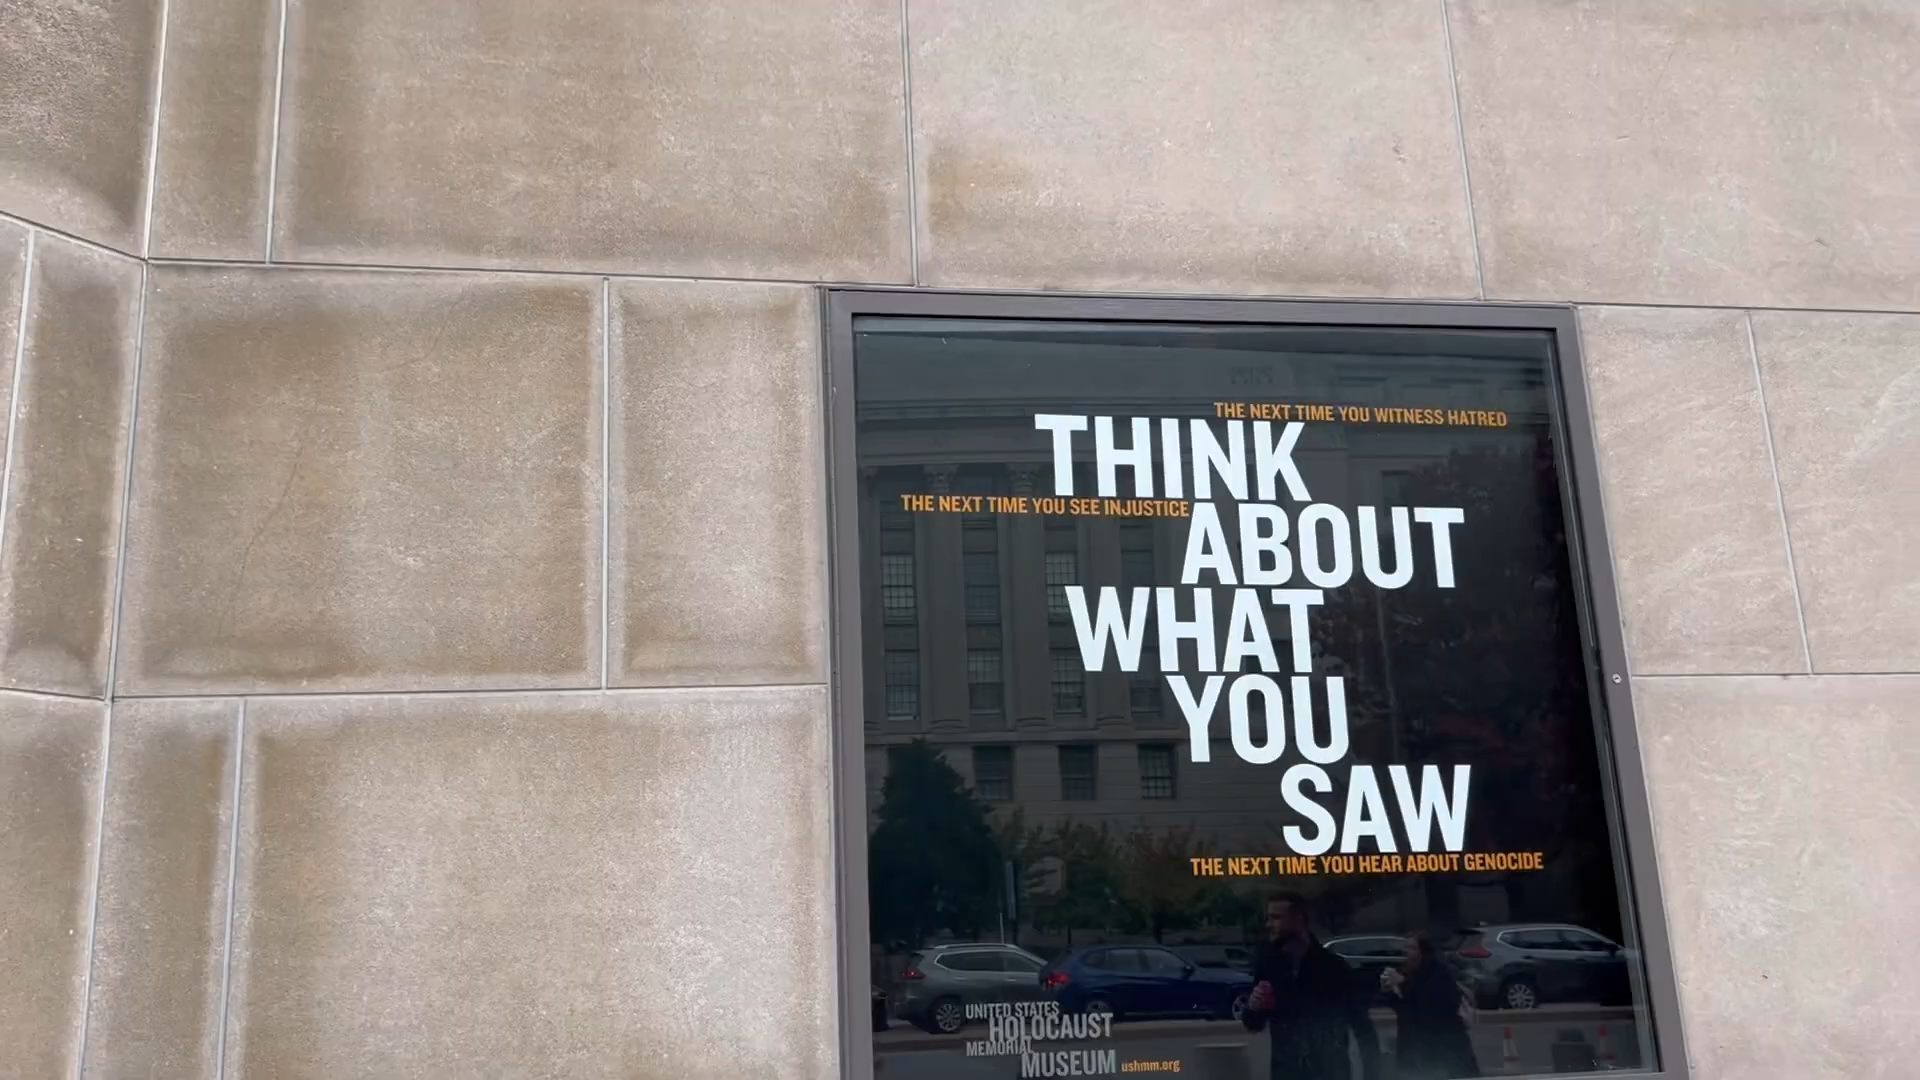 THE NEXT TIME YOU WITNESS HATRED
THINK
THE NEXT TIME YOU SEE INJUSTICE
ABOUT
WHAT
YOU
SAW
THE NEXT TIME YOU HEAR ABOUT GENOCIDE
UNITED STATES
HOLOCAUST
MEMORIAL
MUSEUM ushmm.org